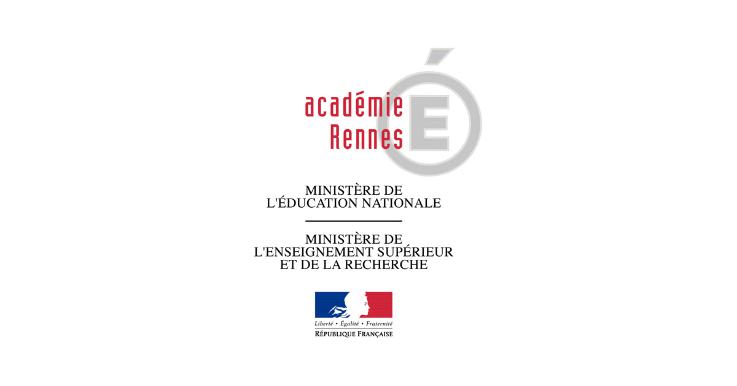 académie
Rennes
É
MINISTÈRE DE
L'ÉDUCATION NATIONALE
MINISTÈRE DE
L'ENSEIGNEMENT SUPÉRIEUR
ET DE LA RECHERCHE
Liberté • Égalité • Fraternité
RÉPUBLIQUE FRANÇAISE